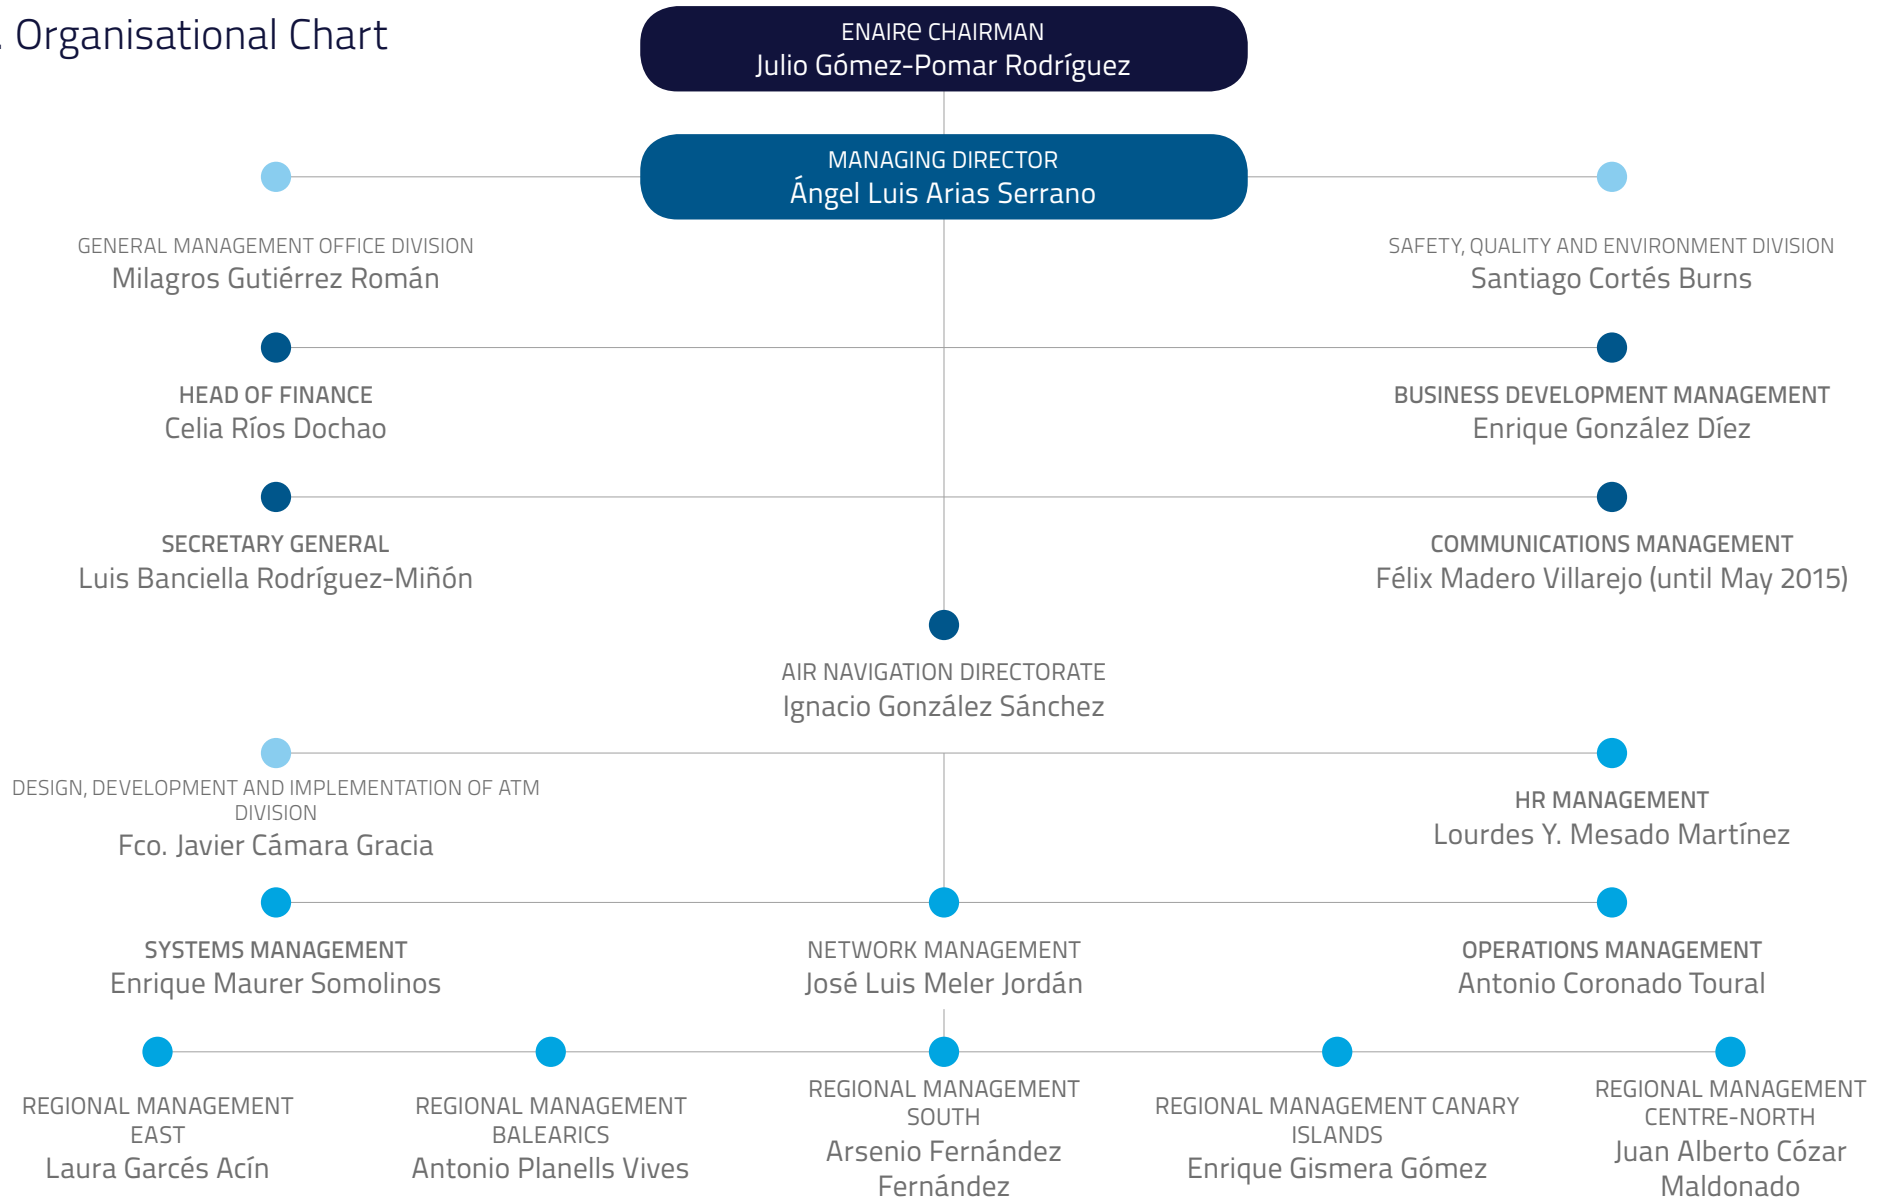 . Organisational Chart
ENAIRe CHAIRMAN
Julio Gómez-Pomar Rodríguez
MANAGING DIRECTOR
Ángel Luis Arias Serrano
GENERAL MANAGEMENT OFFICE DIVISION
Milagros Gutiérrez Román
SAFETY, QUALITY AND ENVIRONMENT DIVISION
Santiago Cortés Burns
HEAD OF FINANCE
Celia Ríos Dochao
BUSINESS DEVELOPMENT MANAGEMENT
Enrique González Díez
SECRETARY GENERAL
Luis Banciella Rodríguez-Miñón
COMMUNICATIONS MANAGEMENT
Félix Madero Villarejo (until May 2015)
AIR NAVIGATION DIRECTORATE
Ignacio González Sánchez
DESIGN, DEVELOPMENT AND IMPLEMENTATION OF ATM
DIVISION
Fco. Javier Cámara Gracia
HR MANAGEMENT
Lourdes Y. Mesado Martínez
SYSTEMS MANAGEMENT
Enrique Maurer Somolinos
NETWORK MANAGEMENT
José Luis Meler Jordán
OPERATIONS MANAGEMENT
Antonio Coronado Toural
REGIONAL MANAGEMENT
EAST
Laura Garcés Acín
REGIONAL MANAGEMENT
BALEARICS
Antonio Planells Vives
REGIONAL MANAGEMENT
SOUTH
Arsenio Fernández
Fernández
REGIONAL MANAGEMENT CANARY
ISLANDS
Enrique Gismera Gómez
REGIONAL MANAGEMENT
CENTRE-NORTH
Juan Alberto Cózar
Maldonado